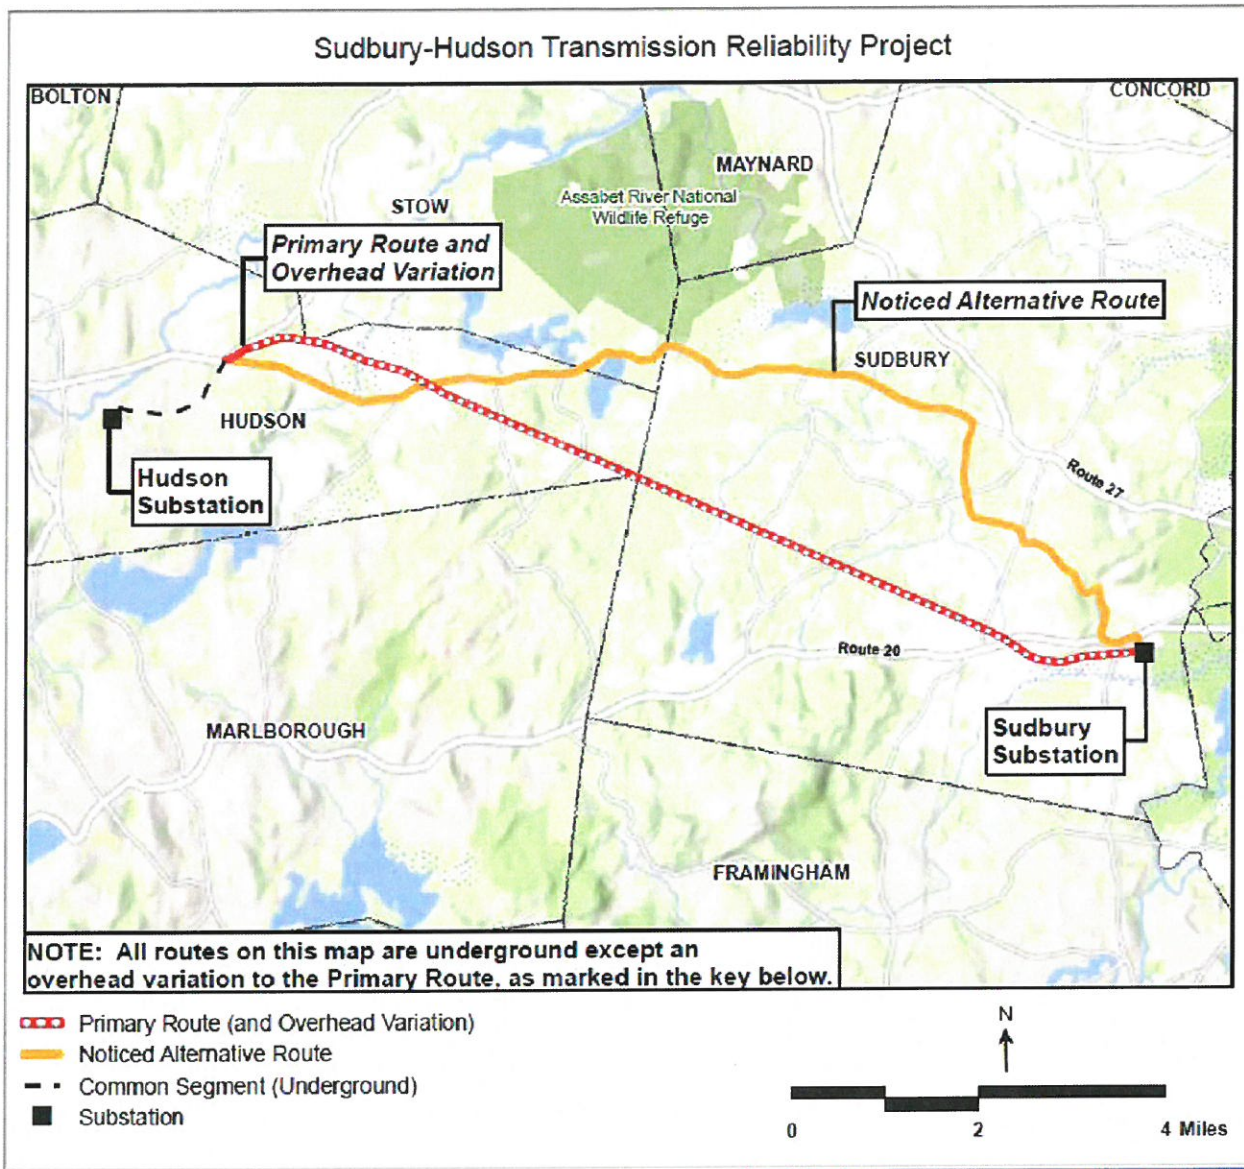 Sudbury-Hudson Transmission Reliability Project
BOLTON
CONCORD
MAYNARD
Assabet River National
Wildlife Refuge
STOW
Primary Route and
Overhead Variation
Noticed Alternative Route
SUDBURY
HUDSON
Hudson
Substation
Route 27
Route 20
MARLBOROUGH
Sudbury
Substation
FRAMINGHAM
NOTE: All routes on this map are underground except an
overhead variation to the Primary Route, as marked in the key below.
Primary Route (and Overhead Variation)
Noticed Alternative Route
Common Segment (Underground)
Substation
N
0 2 4 Miles